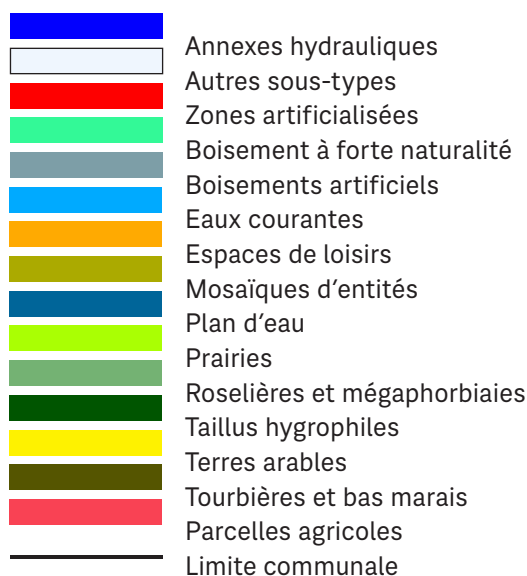 Annexes hydrauliques
Autres sous-types
Zones artificialisées
Boisement à forte naturalité
Boisements artificiels
Eaux courantes
Espaces de loisirs
Mosaïques d’entités
Plan d’eau
Prairies
Roselières et mégaphorbiaies
Taillus hygrophiles
Terres arables
Tourbières et bas marais
Parcelles agricoles
Limite communale